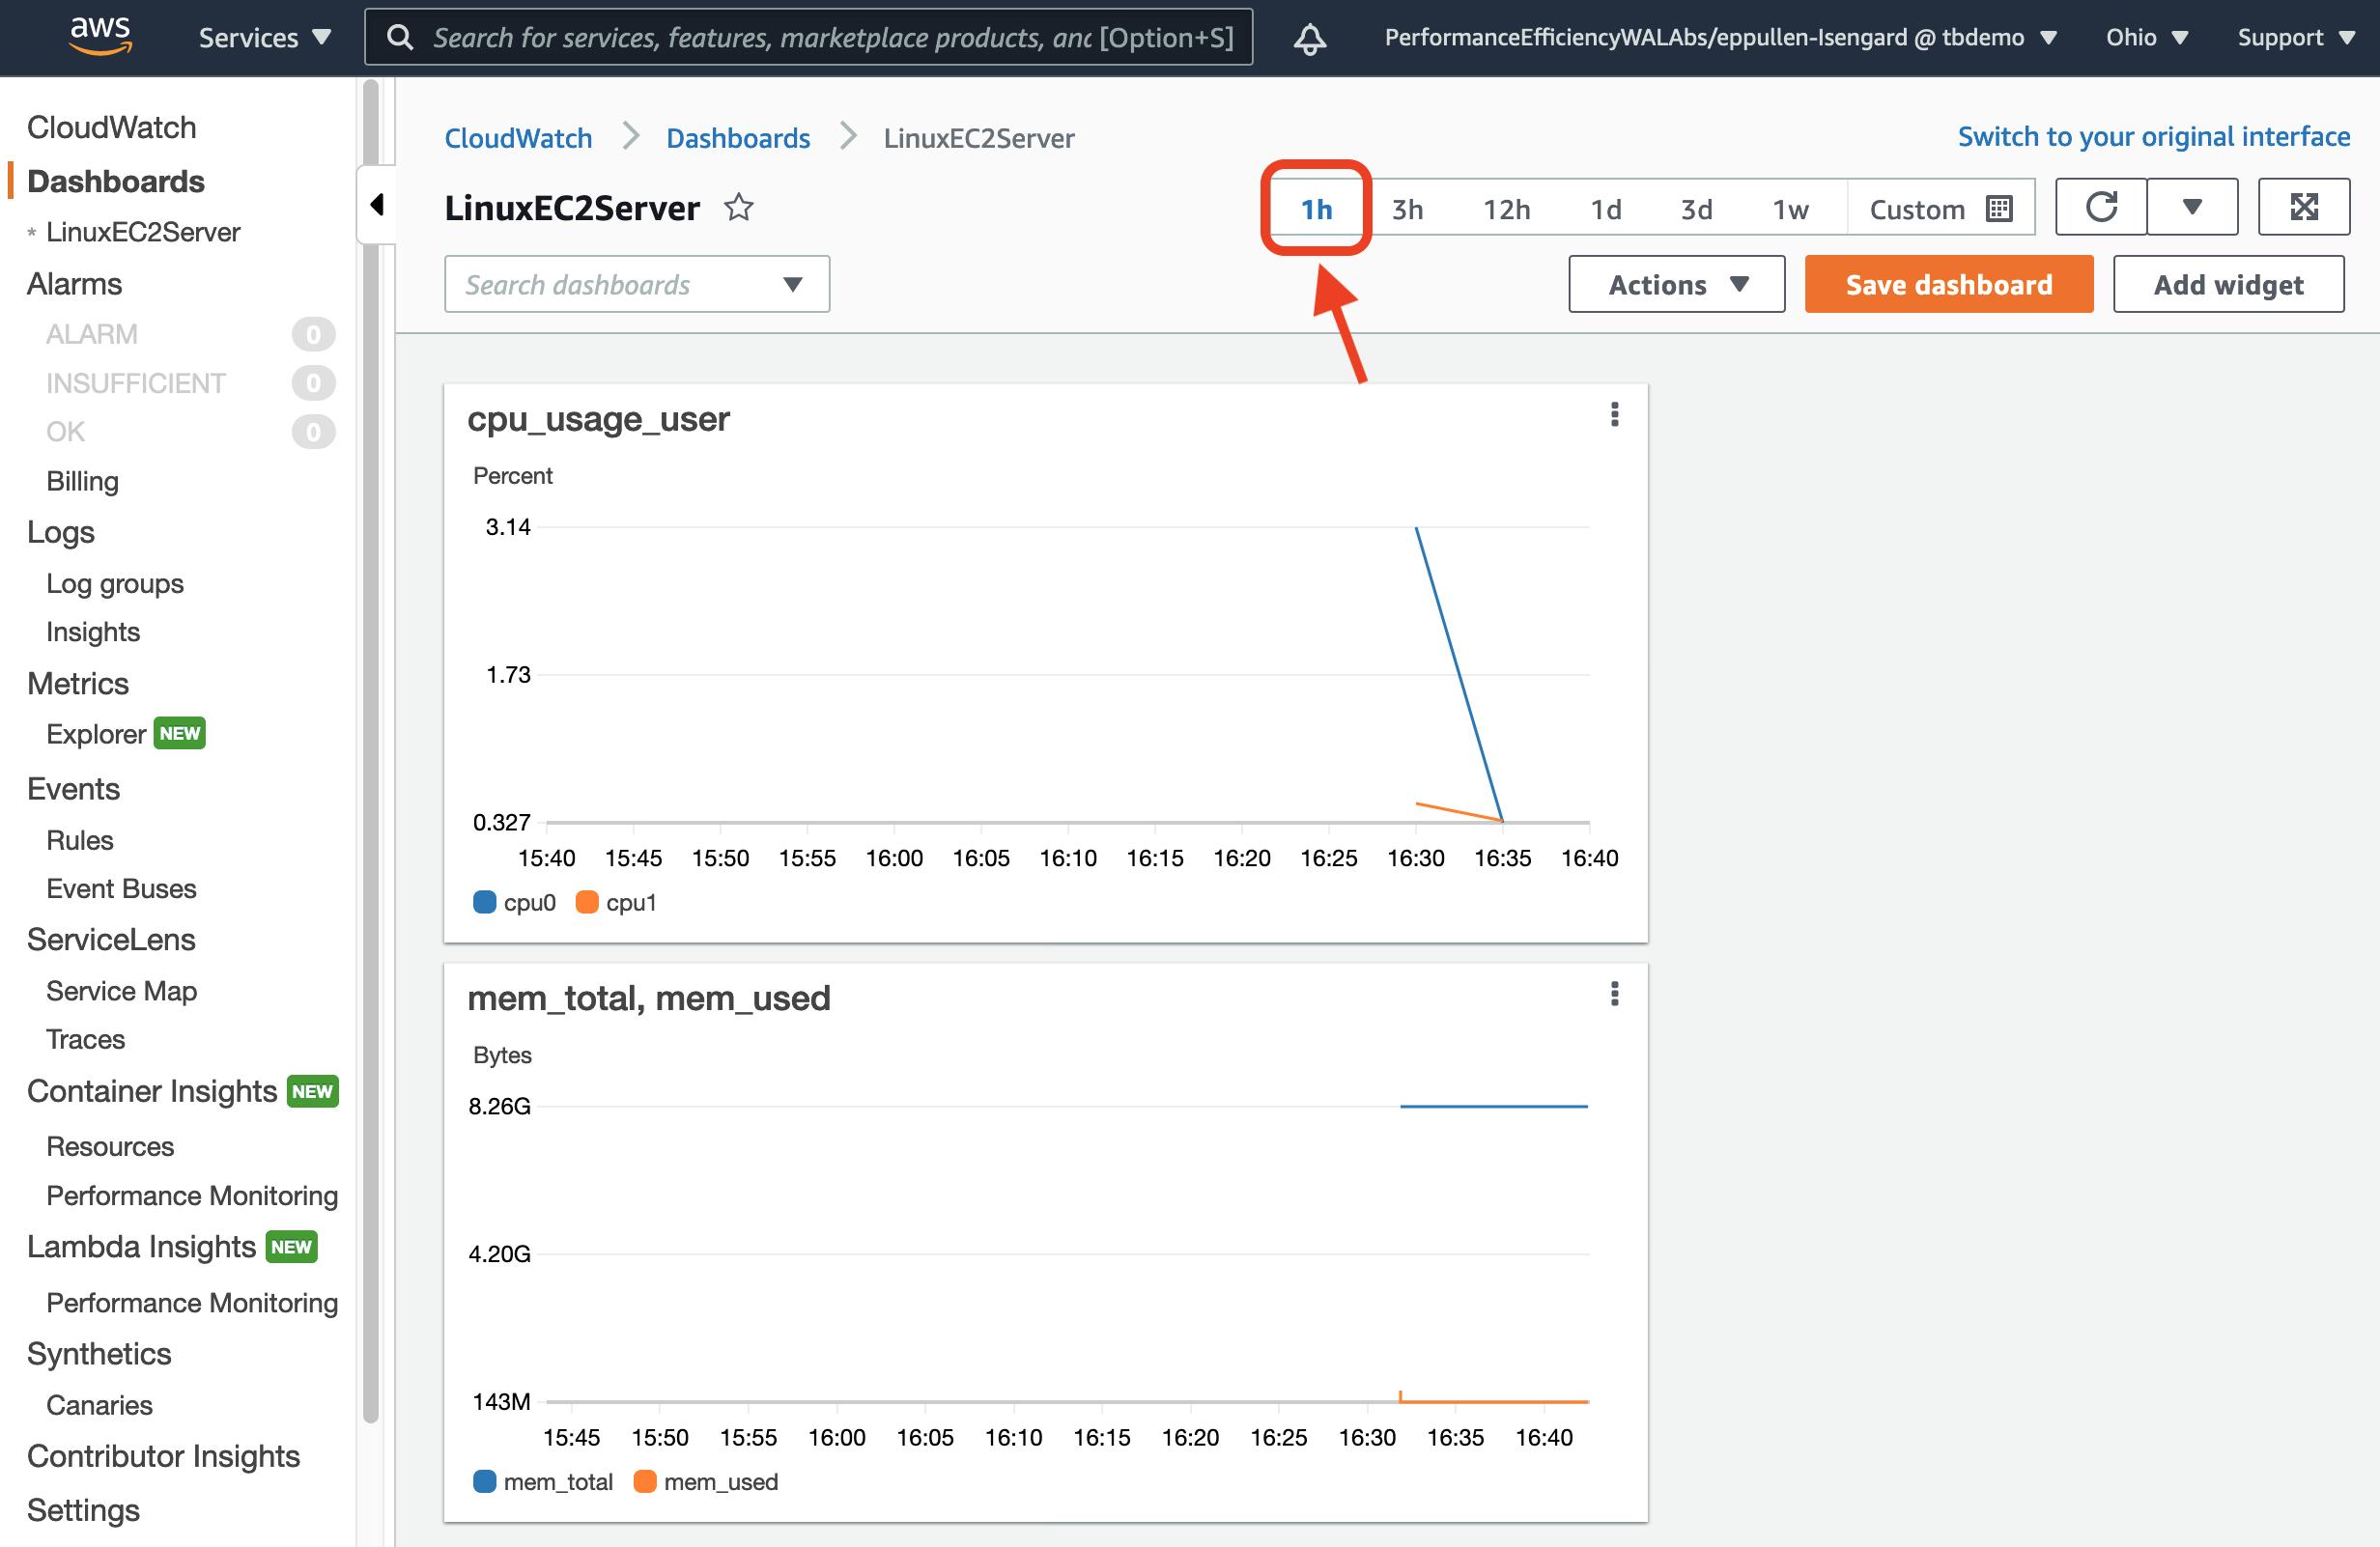 aws
Services
Search for services, features, marketplace products, and [Option+S]
PerformanceEfficiencyWALAbs/eppullen-Isengard @ tbdemo
Ohio
Support
CloudWatch
Dashboards
* LinuxEC2Server
Alarms
ALARM 0
INSUFFICIENT 0
OK 0
Billing
Logs
Log groups
Insights
Metrics
Explorer NEW
Events
Rules
Event Buses
ServiceLens
Service Map
Traces
Container Insights NEW
Resources
Performance Monitoring
Lambda Insights NEW
Performance Monitoring
Synthetics
Canaries
Contributor Insights
Settings
CloudWatch Dashboards LinuxEC2Server
Switch to your original interface
LinuxEC2Server
1h 3h 12h 1d 3d 1w Custom
Search dashboards
Actions
Save dashboard
Add widget
cpu_usage_user
Percent
3.14
1.73
0.327
15:40 15:45 15:50 15:55 16:00 16:05 16:10 16:15 16:20 16:25 16:30 16:35 16:40
cpu0 cpu1
mem_total, mem_used
Bytes
8.26G
4.20G
143M
15:45 15:50 15:55 16:00 16:05 16:10 16:15 16:20 16:25 16:30 16:35 16:40
mem_total mem_used